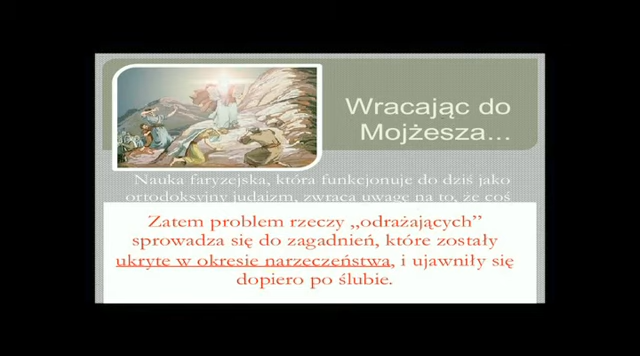 Wracając do
Mojżesza...
Nauka faryzejska, która funkcjonuje do dziś jako
ortodoksyjny judaizm, zwraca uwagę na to, że coś
Zatem problem rzeczy „odrażających”
sprowadza się do zagadnień, które zostały
ukryte w okresie narzeczeństwa, i ujawniły się
dopiero po ślubie.